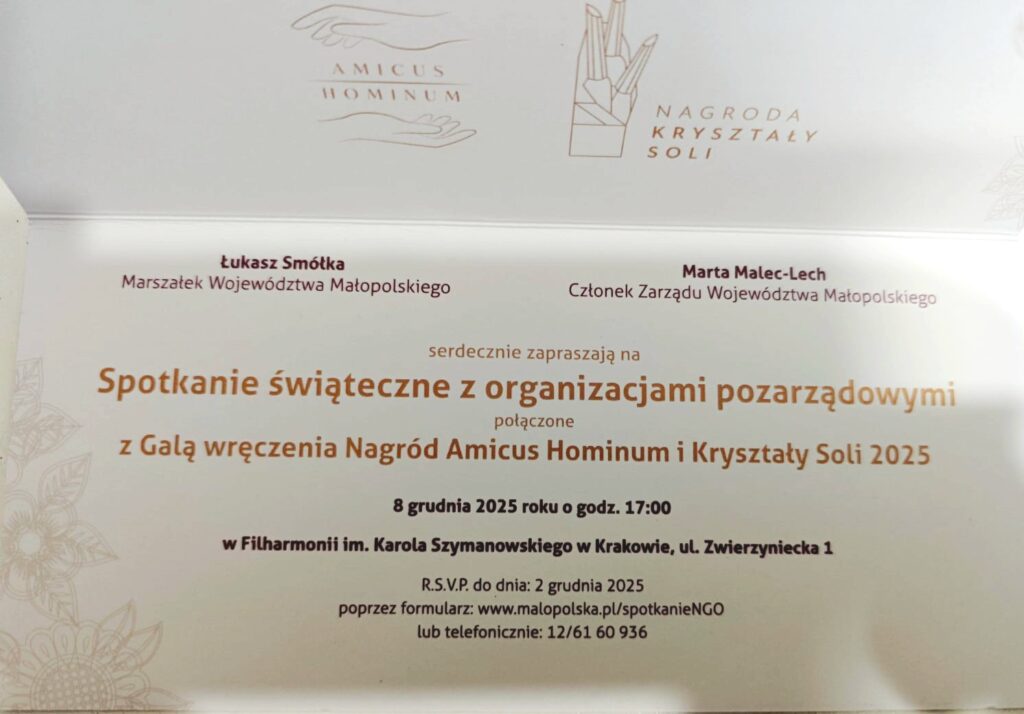 AMICUS
HOMINUM
NAGRODA
KRYSZTAŁY
SOLI
Łukasz Smółka
Marszałek Województwa Małopolskiego
Marta Malec-Lech
Członek Zarządu Województwa Małopolskiego
serdecznie zapraszają na
Spotkanie świąteczne z organizacjami pozarządowymi
połączone
z Galą wręczenia Nagród Amicus Hominum i Kryształy Soli 2025
8 grudnia 2025 roku o godz. 17:00
w Filharmonii im. Karola Szymanowskiego w Krakowie, ul. Zwierzyniecka 1
R.S.V.P. do dnia: 2 grudnia 2025
poprzez formularz: www.malopolska.pl/spotkanieNGO
lub telefonicznie: 12/61 60 936